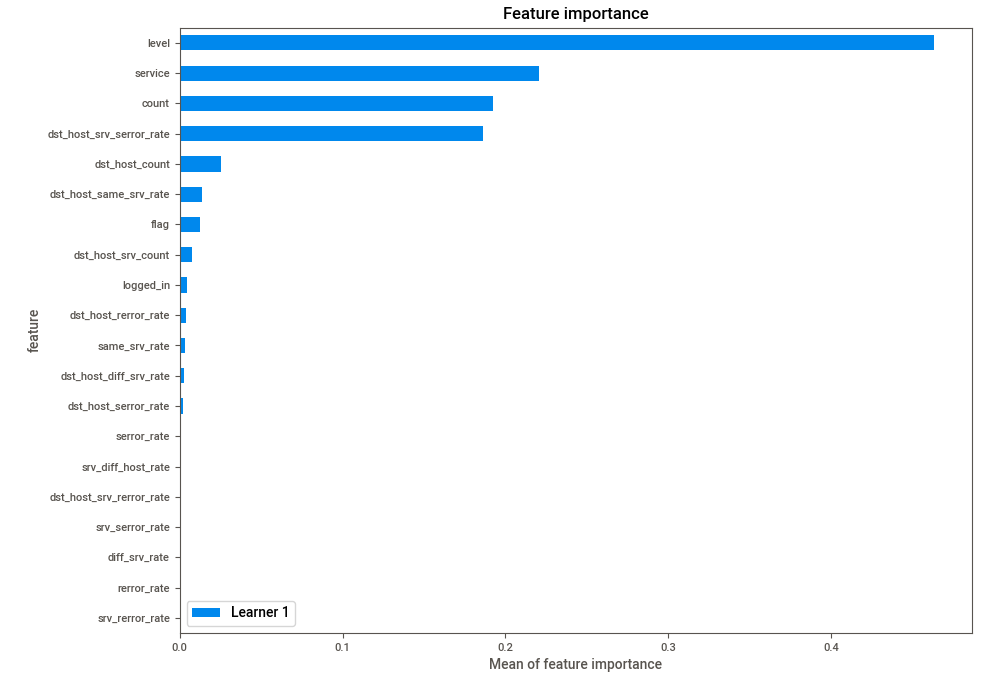 Feature importance
level
service
count
dst_host_srv_serror_rate
dst_host_count
dst_host_same_srv_rate
flag
dst_host_srv_count
logged_in
dst_host_rerror_rate
same_srv_rate
dst_host_diff_srv_rate
dst_host_serror_rate
serror_rate
srv_diff_host_rate
dst_host_srv_rerror_rate
srv_serror_rate
diff_srv_rate
rerror_rate
srv_rerror_rate
feature
Learner 1
0.0 0.1 0.2 0.3 0.4
Mean of feature importance